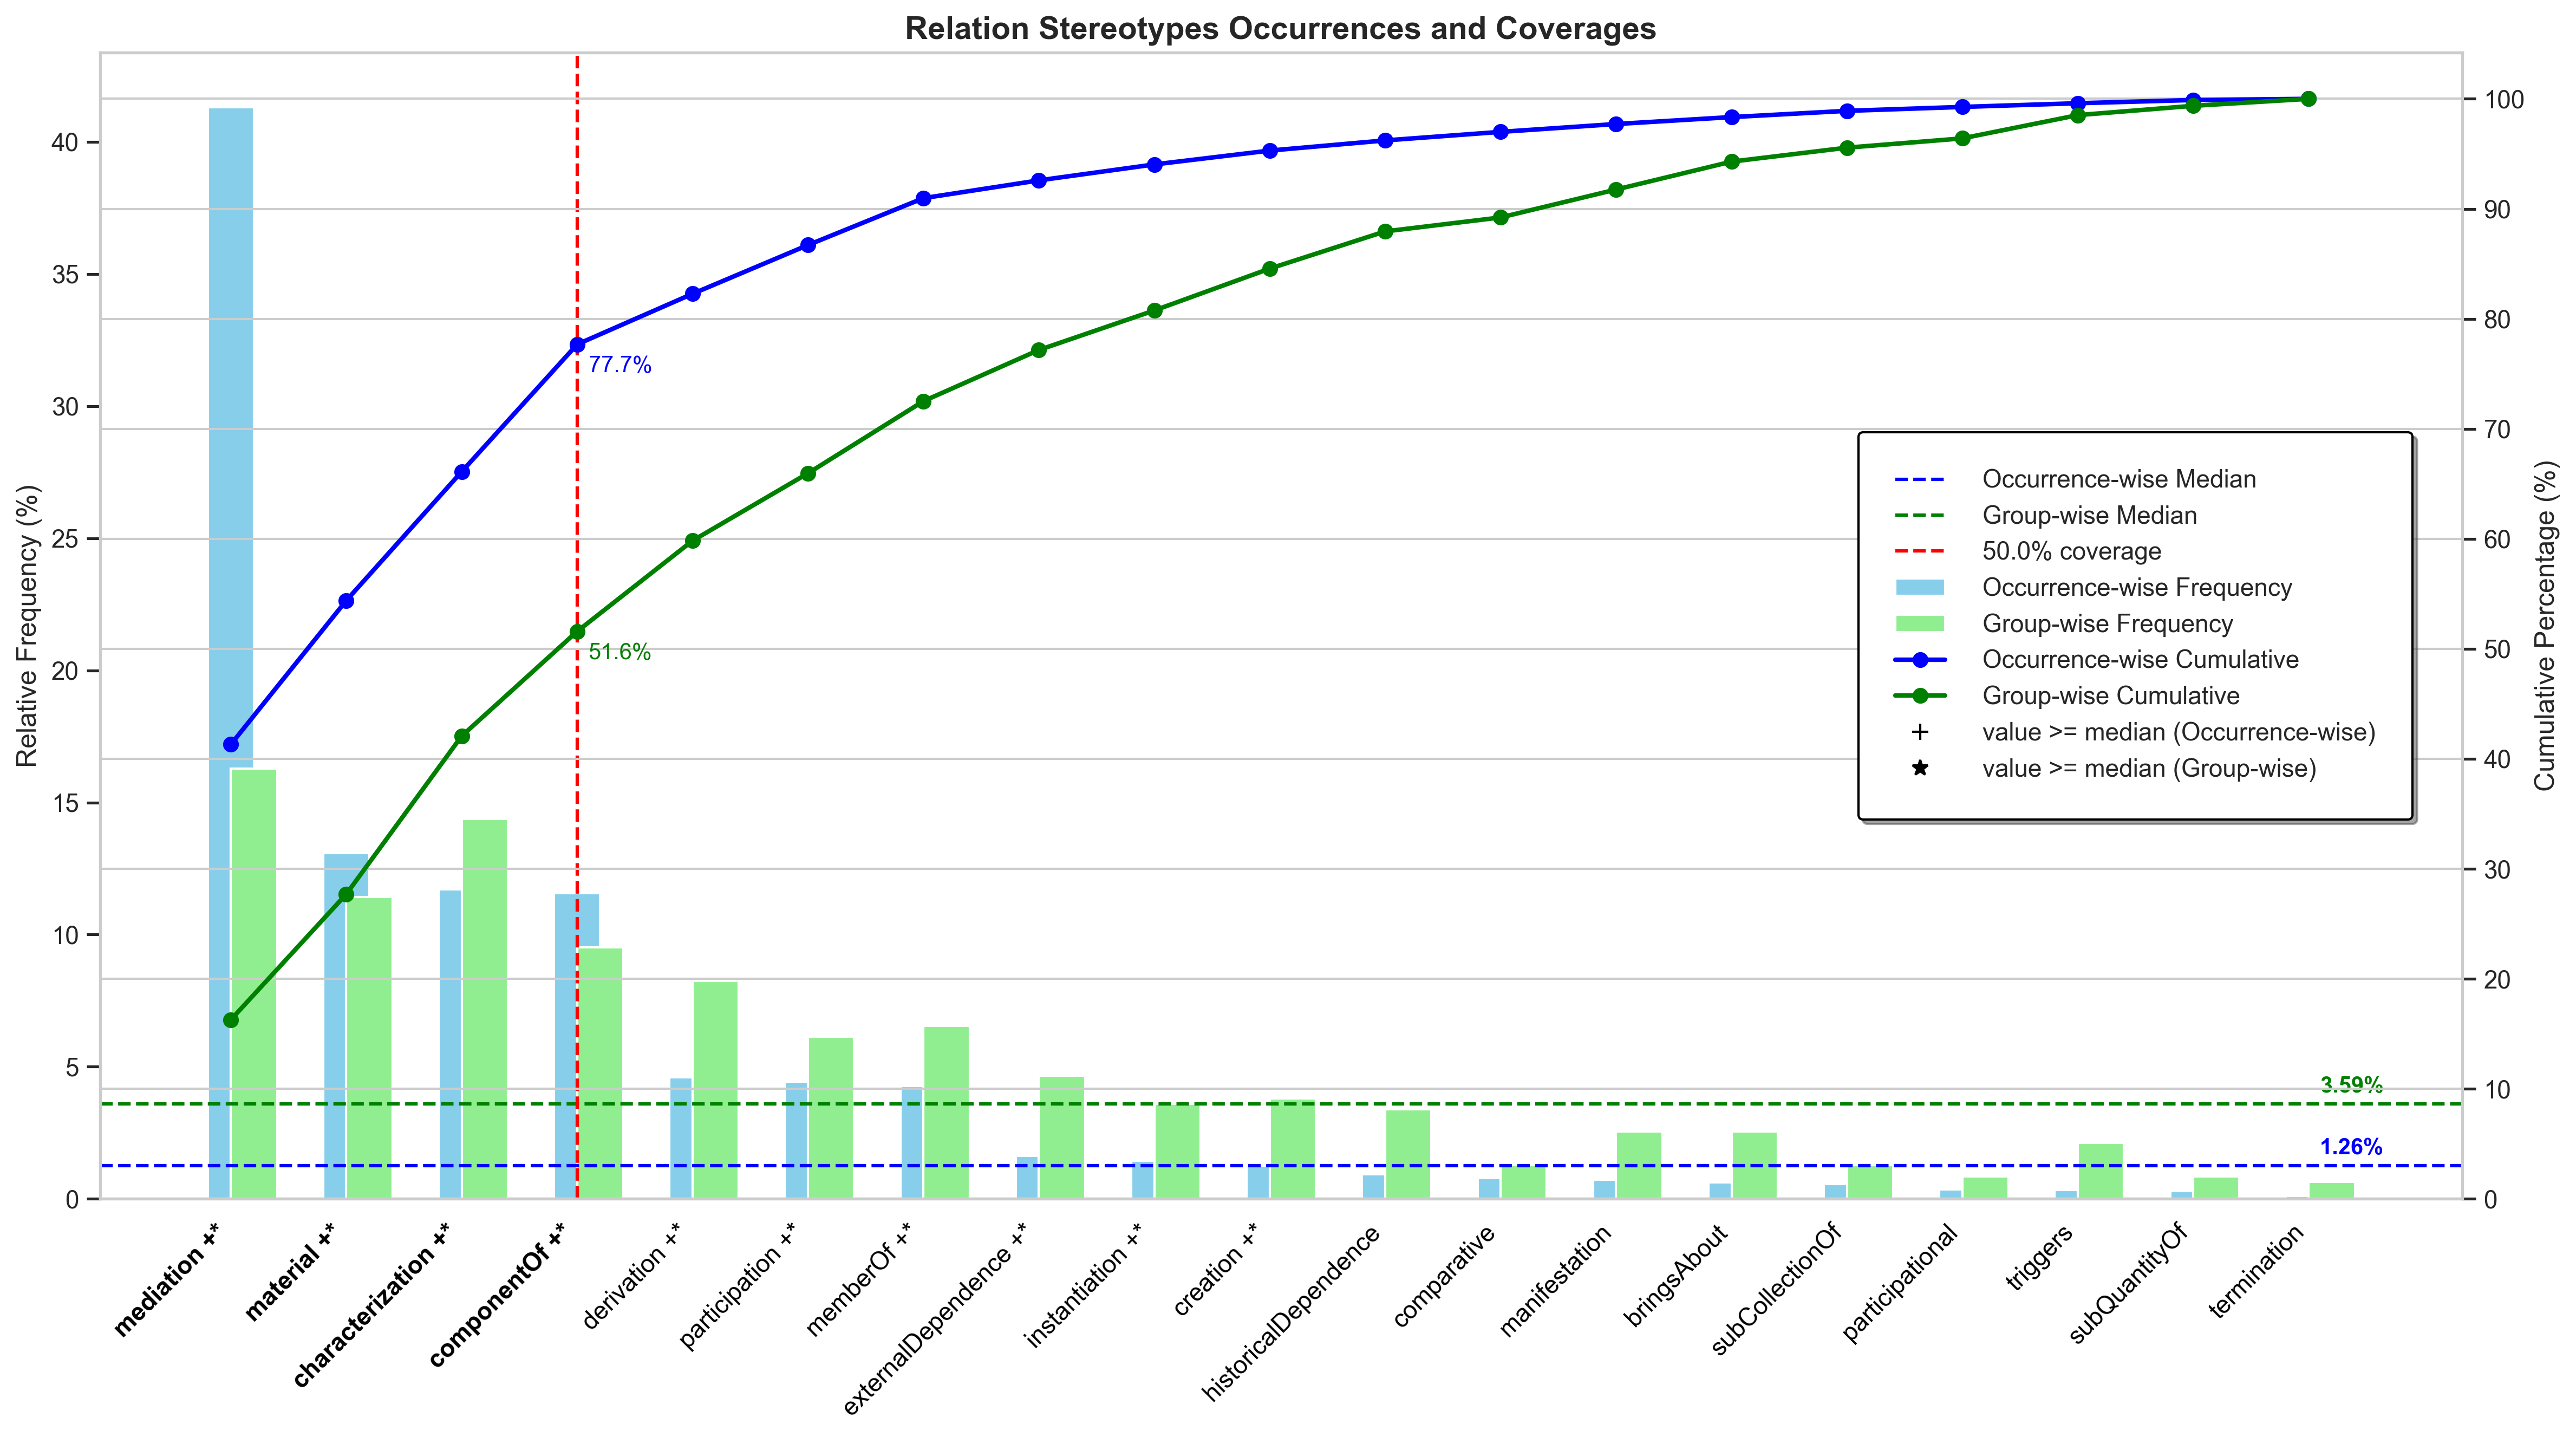 Relation Stereotypes Occurrences and Coverages
Relative Frequency (%)
40
35
30
25
20
15
10
5
0
100
90
80
70
60
50
40
30
20
10
0
Cumulative Percentage (%)
77.7%
51.6%
3.59%
1.26%
Occurrence-wise Median
Group-wise Median
50.0% coverage
Occurrence-wise Frequency
Group-wise Frequency
Occurrence-wise Cumulative
Group-wise Cumulative
value >= median (Occurrence-wise)
value >= median (Group-wise)
mediation +*
material +*
characterization +*
componentOf +*
derivation +*
participation +*
memberOf +*
externalDependence +*
instantiation +*
creation +*
historicalDependence
comparative
manifestation
bringsAbout
subCollectionOf
participational
triggers
subQuantityOf
termination